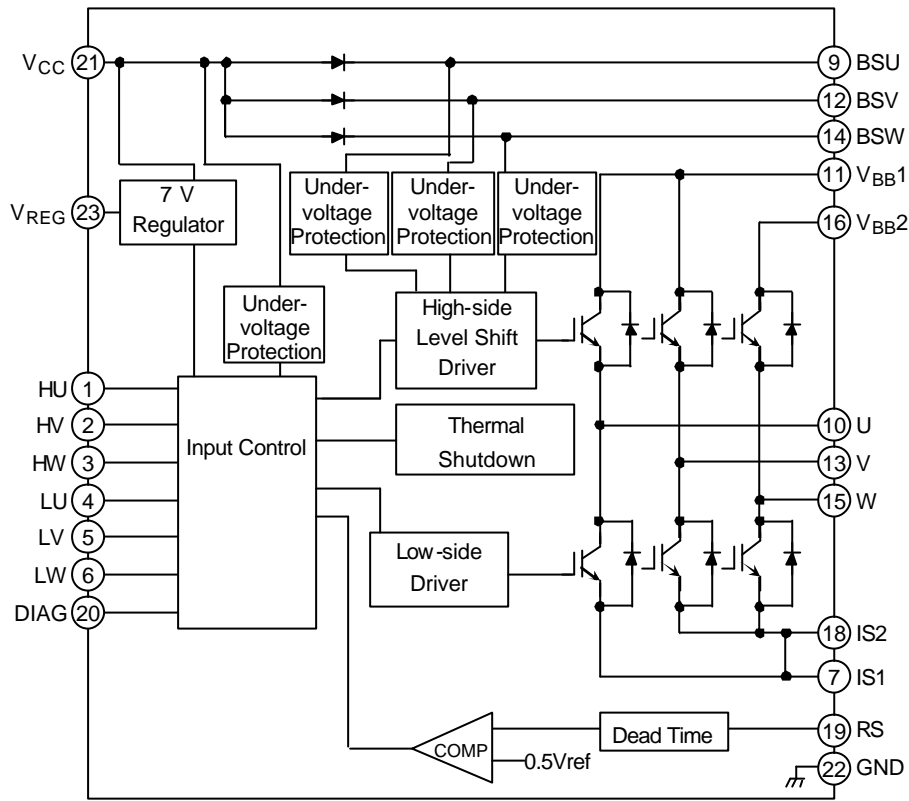 VCC 21
9 BSU
12 BSV
14 BSW
11 VBB1
16 VBB2
VREG 23
7 V
Regulator
Under-
voltage
Protection
Under-
voltage
Protection
Under-
voltage
Protection
Under-
voltage
Protection
High-side
Level Shift
Driver
HU 1
HV 2
HW 3
LU 4
LV 5
LW 6
DIAG 20
Input Control
Thermal
Shutdown
Low-side
Driver
10 U
13 V
15 W
18 IS2
7 IS1
19 RS
22 GND
Dead Time
COMP
0.5Vref